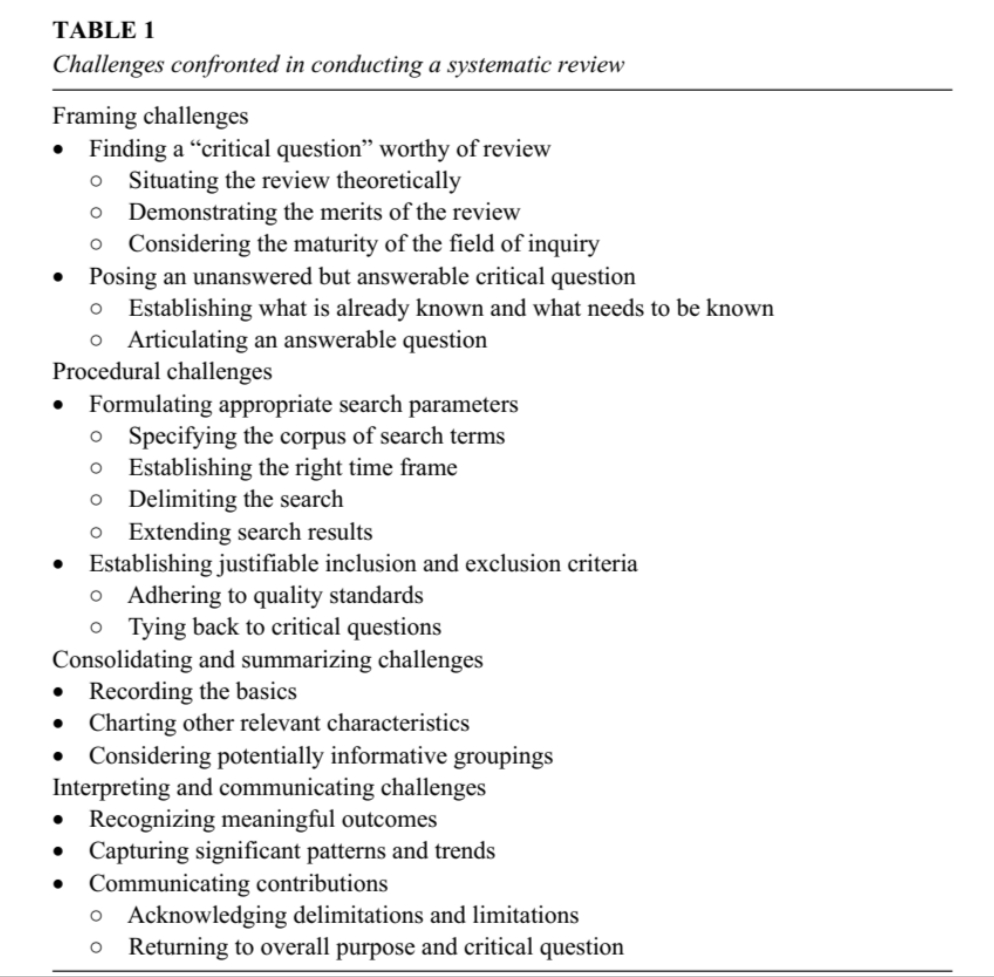 TABLE 1
Challenges confronted in conducting a systematic review
Framing challenges
• Finding a “critical question” worthy of review
○ Situating the review theoretically
○ Demonstrating the merits of the review
○ Considering the maturity of the field of inquiry
• Posing an unanswered but answerable critical question
○ Establishing what is already known and what needs to be known
○ Articulating an answerable question
Procedural challenges
• Formulating appropriate search parameters
○ Specifying the corpus of search terms
○ Establishing the right time frame
○ Delimiting the search
○ Extending search results
• Establishing justifiable inclusion and exclusion criteria
○ Adhering to quality standards
○ Tying back to critical questions
Consolidating and summarizing challenges
• Recording the basics
• Charting other relevant characteristics
• Considering potentially informative groupings
Interpreting and communicating challenges
• Recognizing meaningful outcomes
• Capturing significant patterns and trends
• Communicating contributions
○ Acknowledging delimitations and limitations
○ Returning to overall purpose and critical question